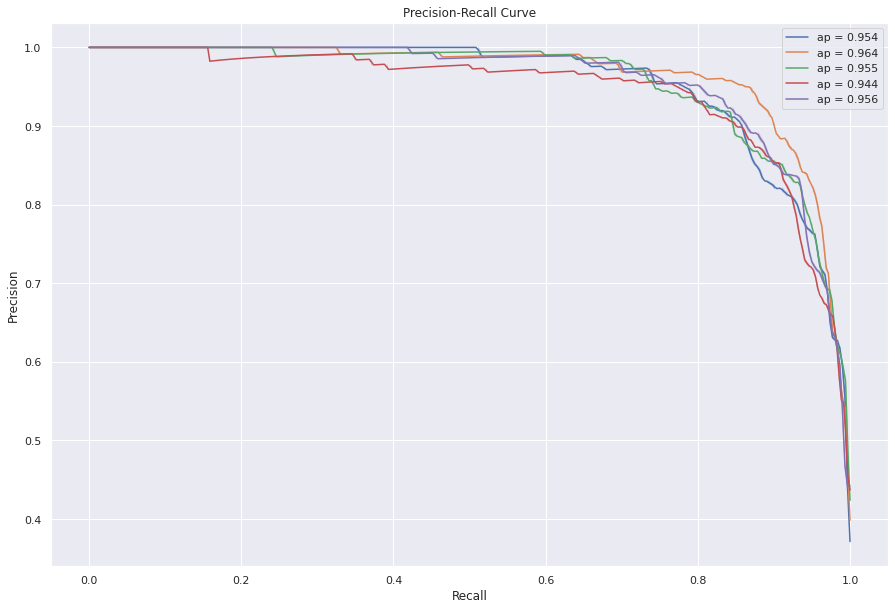 Precision-Recall Curve
ap = 0.954
ap = 0.964
ap = 0.955
ap = 0.944
ap = 0.956
Precision
1.0
0.9
0.8
0.7
0.6
0.5
0.4
0.0 0.2 0.4 0.6 0.8 1.0
Recall